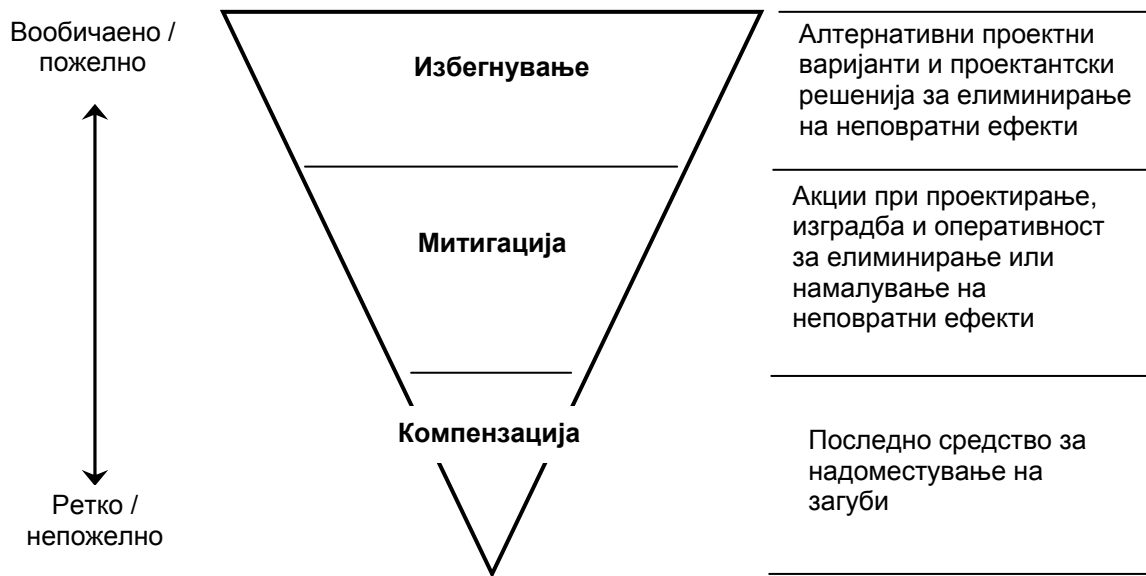 Вообичаено /
пожелно
Избегнување
Алтернативни проектни
варијанти и проектантски
решенија за елиминирање
на неповратни ефекти
Митигација
Акции при проектирање,
изградба и оперативност
за елиминирање или
намалување на
неповратни ефекти
Компензација
Последно средство за
надоместување на
загуби
Ретко /
непожелно